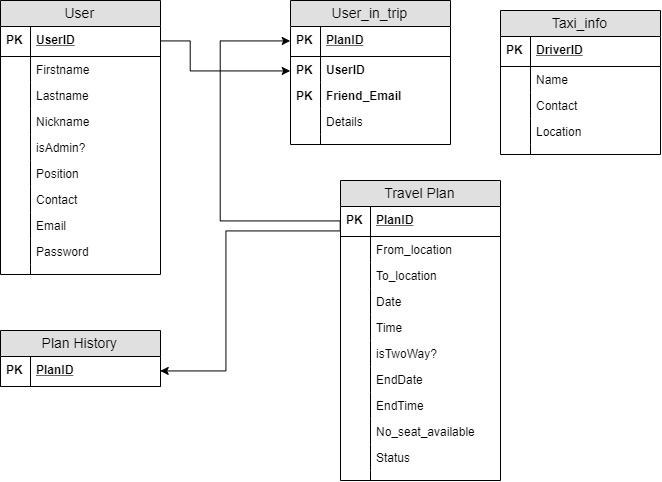 User
PK UserID
Firstname
Lastname
Nickname
isAdmin?
Position
Contact
Email
Password
User_in_trip
PK PlanID
PK UserID
PK Friend_Email
Details
Taxi_info
PK DriverID
Name
Contact
Location
Travel Plan
PK PlanID
From_location
To_location
Date
Time
isTwoWay?
EndDate
EndTime
No_seat_available
Status
Plan History
PK PlanID